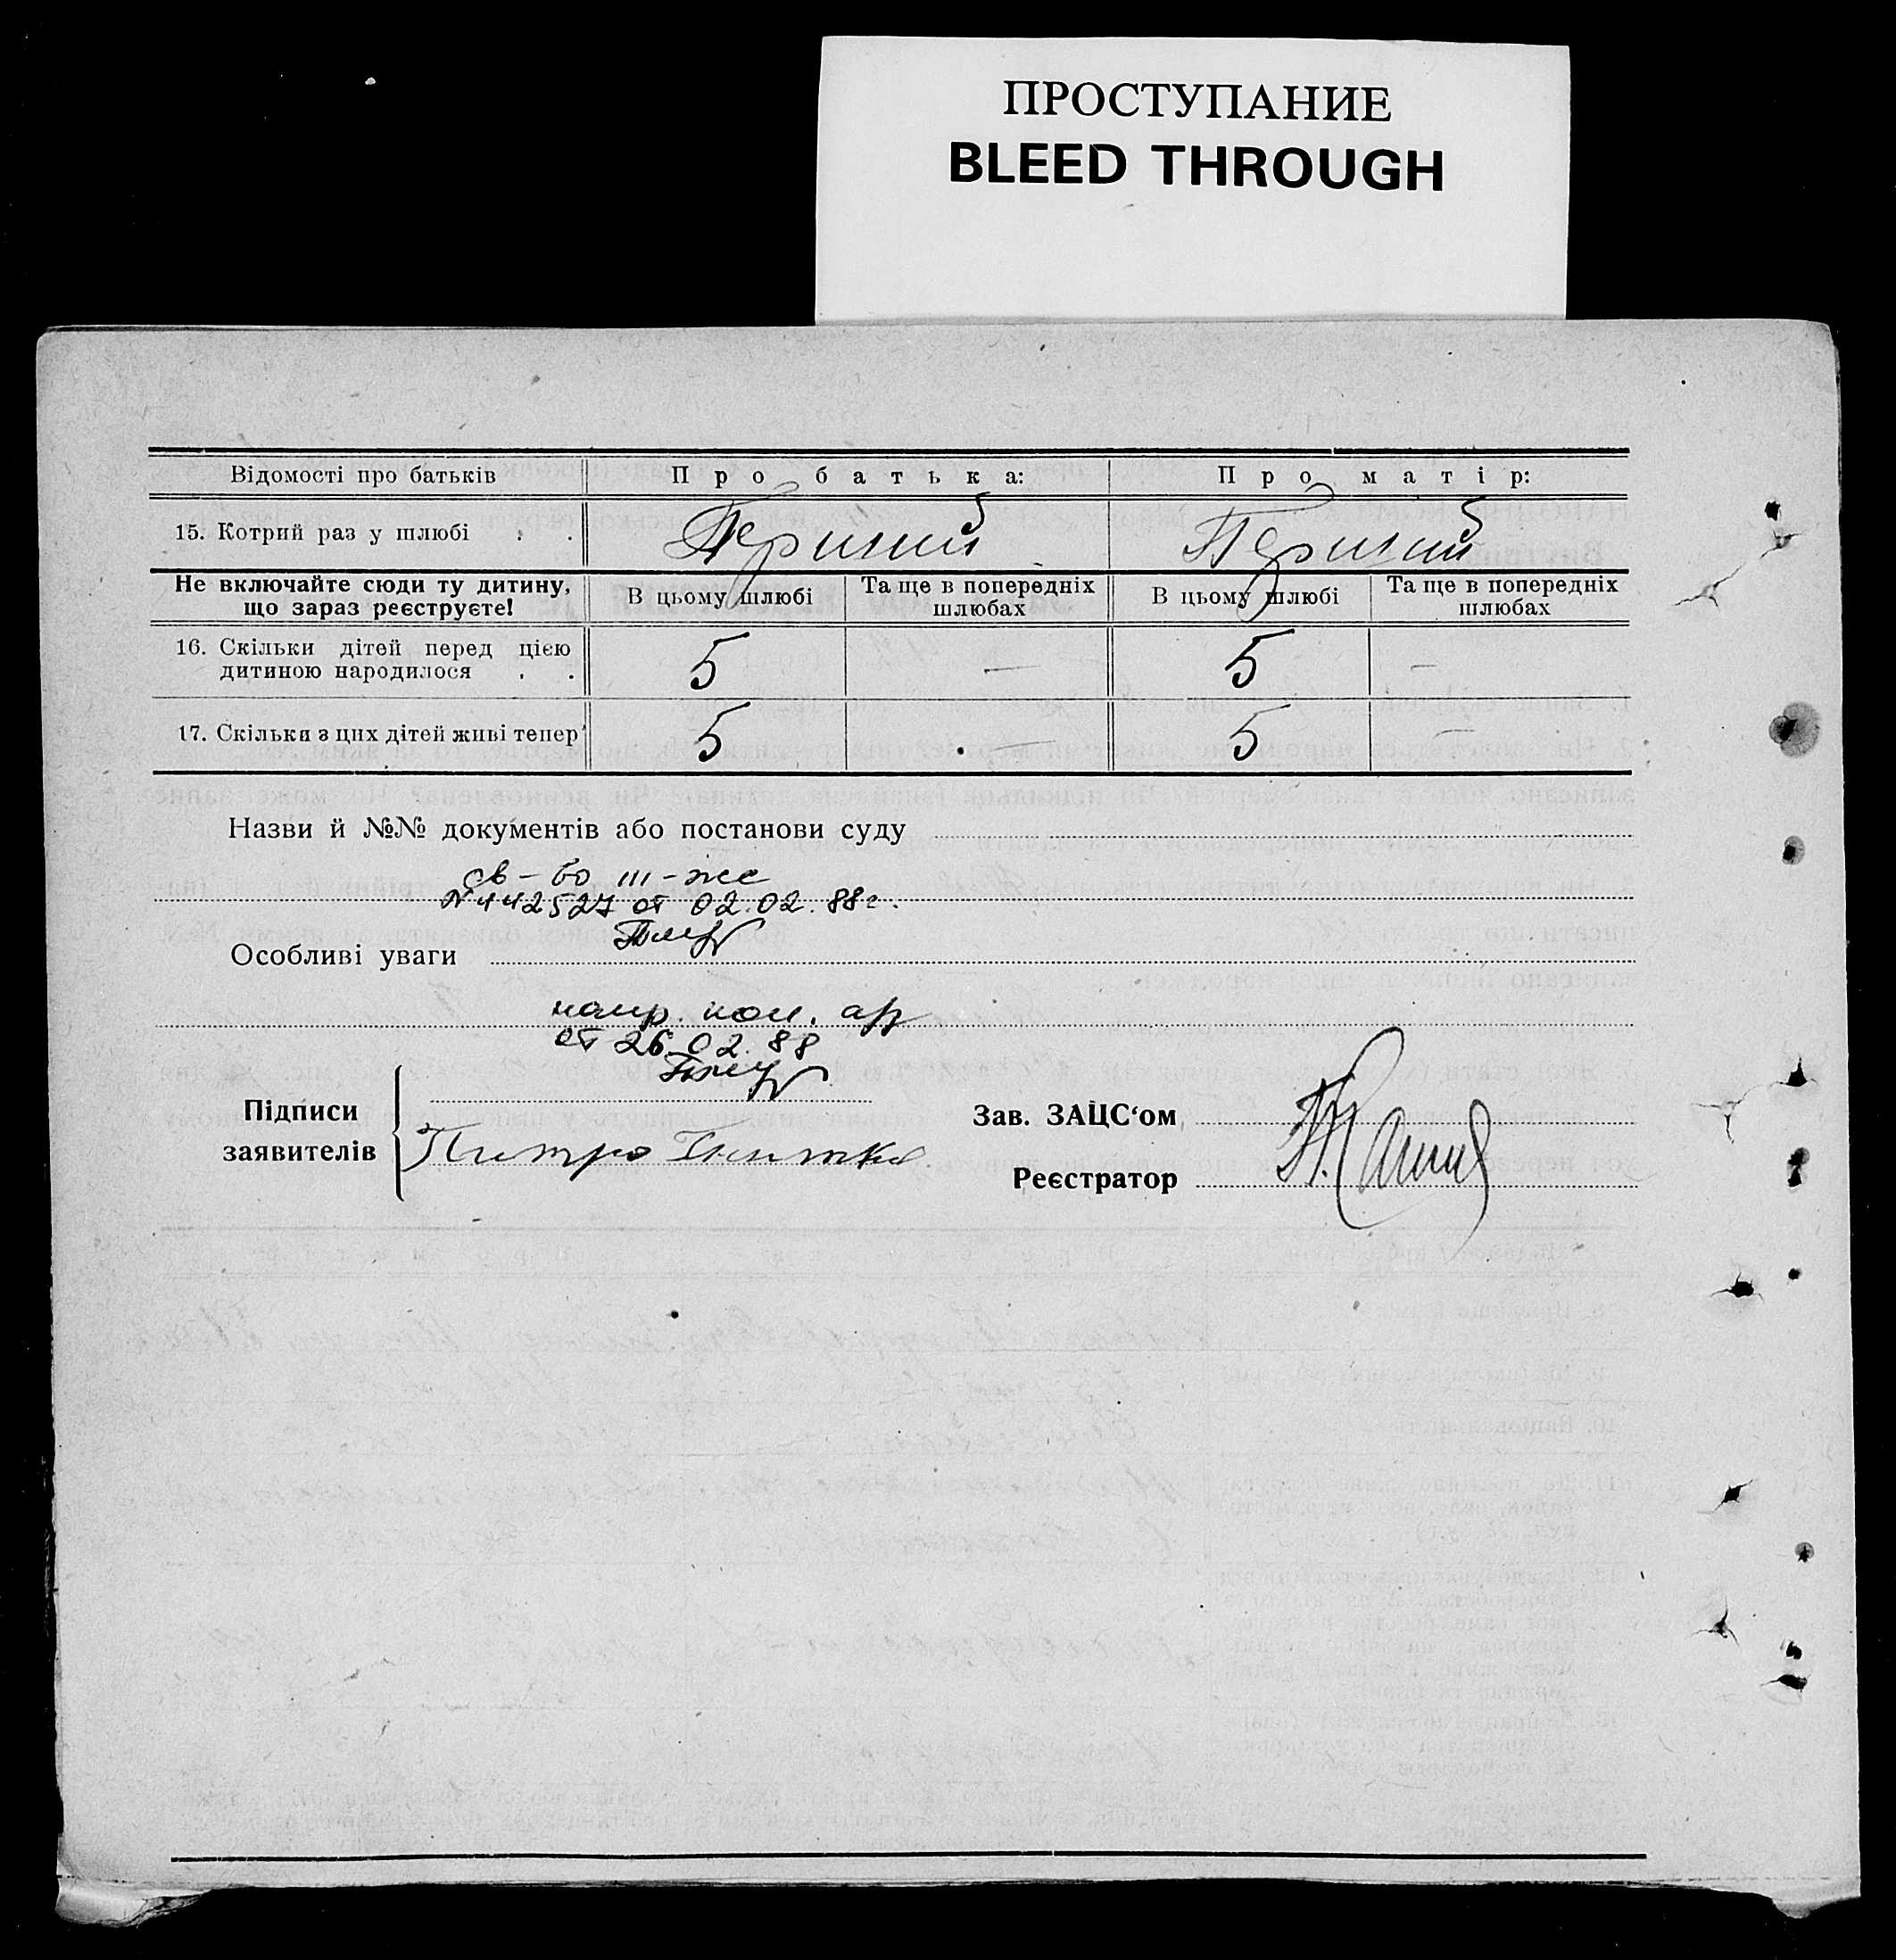 ПРОСТУПАНИЕ
BLEED THROUGH
Відомості про батьків Про батька: Про матір:
15. Котрий раз у шлюбі . . Перший Перший
Не включайте сюди ту дитину, що зараз реєструєте! В цьому шлюбі Та ще в попередніх шлюбах В цьому шлюбі Та ще в попередніх шлюбах
16. Скільки дітей перед цією дитиною народилося . . 5 — 5 —
17. Скільки з цих дітей живі тепер 5 — 5 —
Назви й №№ документів або постанови суду
св-во
№ 442527 от 02.02.88г.
Особливі уваги
от 26.02.88
Підписи заявителів
Зав. ЗАЦС‘ом
Реєстратор